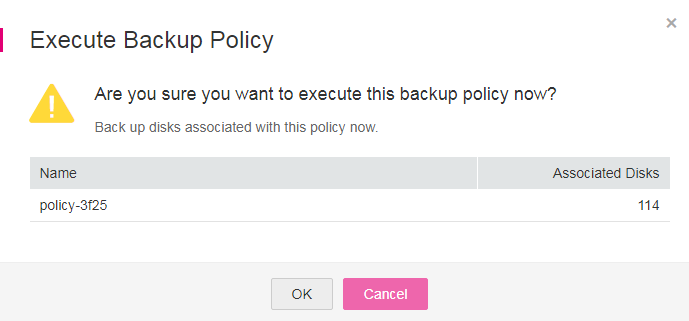 Execute Backup Policy
Are you sure you want to execute this backup policy now?
Back up disks associated with this policy now.
Name Associated Disks
policy-3f25 114
OK Cancel